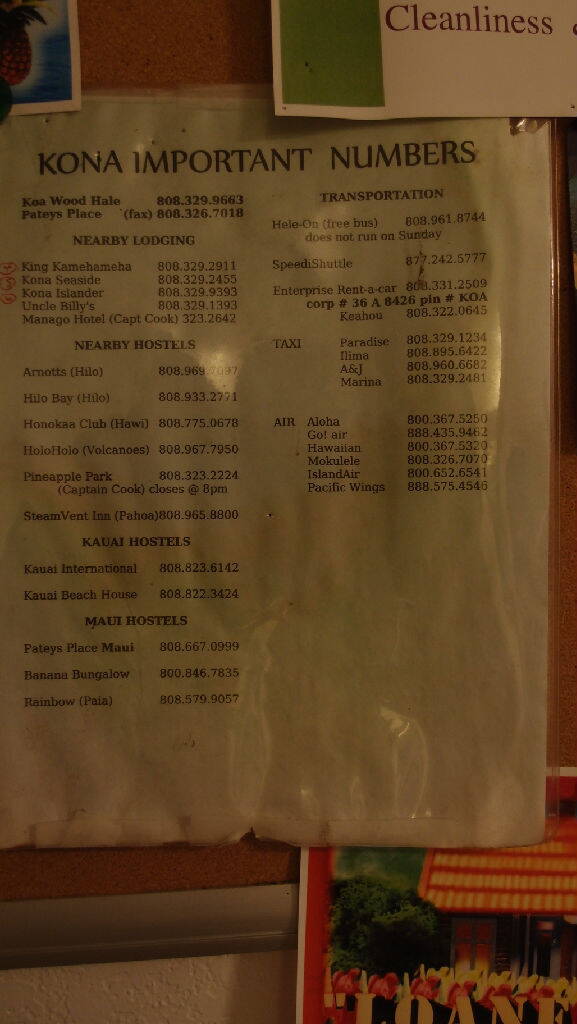 Cleanliness
KONA IMPORTANT NUMBERS
Koa Wood Hale 808.329.9663
Pateys Place (fax) 808.326.7018
NEARBY LODGING
King Kamehameha 808.329.2911
Kona Seaside 808.329.2455
Kona Islander 808.329.9393
Uncle Billy's 808.329.1393
Manago Hotel (Capt Cook) 323.2642
NEARBY HOSTELS
Arnotts (Hilo) 808.969.7097
Hilo Bay (Hilo) 808.933.2771
Honokaa Club (Hawi) 808.775.0678
HoloHolo (Volcanoes) 808.967.7950
Pineapple Park 808.323.2224
(Captain Cook) closes @ 8pm
SteamVent Inn (Pahoa)808.965.8800
KAUAI HOSTELS
Kauai International 808.823.6142
Kauai Beach House 808.822.3424
MAUI HOSTELS
Pateys Place Maui 808.667.0999
Banana Bungalow 800.846.7835
Rainbow (Paia) 808.579.9057
TRANSPORTATION
Hele-On (free bus) 808.961.8744
does not run on Sunday
SpeediShuttle 877.242.5777
Enterprise Rent-a-car 808.331.2509
corp # 36 A 8426 pin # KOA
Keahou 808.322.0645
TAXI Paradise 808.329.1234
Ilima 808.895.6422
A&J 808.960.6682
Marina 808.329.2481
AIR Aloha 800.367.5250
Go! air 888.435.9462
Hawaiian 800.367.5320
Mokulele 808.326.7070
IslandAir 800.652.6541
Pacific Wings 888.575.4546